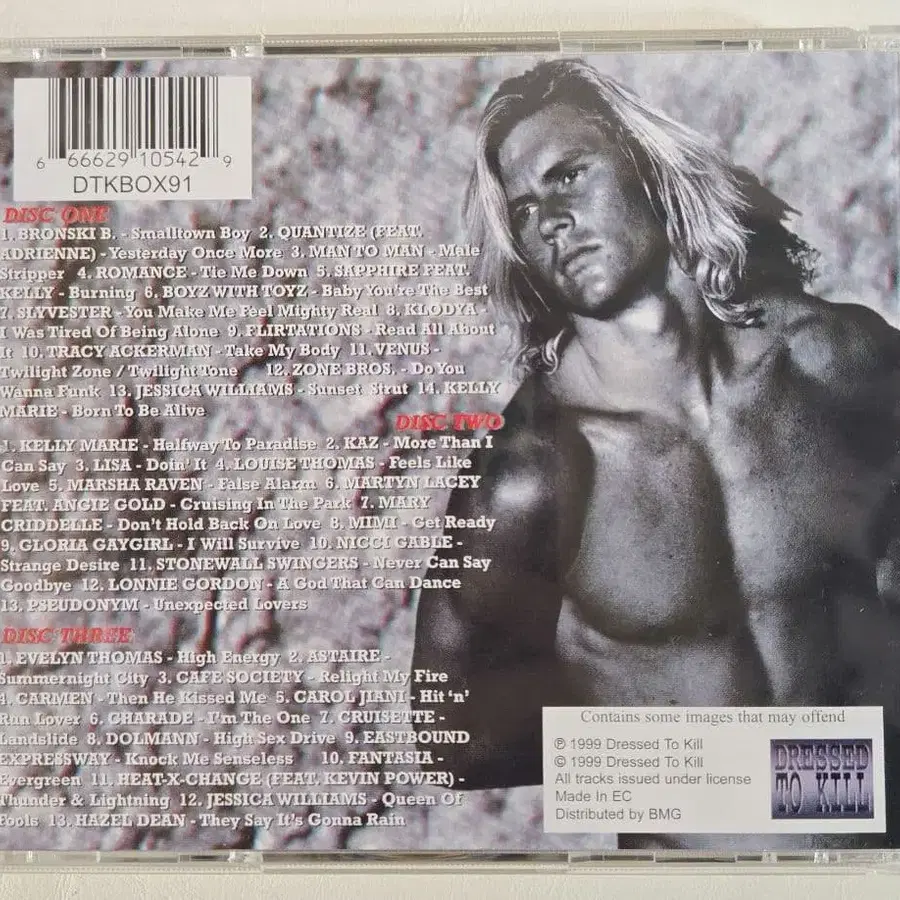 6 66629 10542 9
DTKBOX91
DISC ONE
1. BRONSKI B. - Smalltown Boy 2. QUANTIZE (FEAT.
ADRIENNE) - Yesterday Once More 3. MAN TO MAN - Male
Stripper 4. ROMANCE - Tie Me Down 5. SAPPHIRE FEAT.
KELLY - Burning 6. BOYZ WITH TOYZ - Baby You're The Best
7. SLYVESTER - You Make Me Feel Mighty Real 8. KLODYA -
I Was Tired Of Being Alone 9. FLIRTATIONS - Read All About
It 10. TRACY ACKERMAN - Take My Body 11. VENUS -
Twilight Zone / Twilight Tone 12. ZONE BROS. - Do You
Wanna Funk 13. JESSICA WILLIAMS - Sunset Strut 14. KELLY
MARIE - Born To Be Alive
DISC TWO
1. KELLY MARIE - Halfway To Paradise 2. KAZ - More Than I
Can Say 3. LISA - Doin' It 4. LOUISE THOMAS - Feels Like
Love 5. MARSHA RAVEN - False Alarm 6. MARTYN LACEY
FEAT. ANGIE GOLD - Cruising In The Park 7. MARY
CRIDDELLE - Don't Hold Back On Love 8. MIMI - Get Ready
9. GLORIA GAYGIRL - I Will Survive 10. NICCI GABLE -
Strange Desire 11. STONEWALL SWINGERS - Never Can Say
Goodbye 12. LONNIE GORDON - A God That Can Dance
13. PSEUDONYM - Unexpected Lovers
DISC THREE
1. EVELYN THOMAS - High Energy 2. ASTAIRE -
Summernight City 3. CAFE SOCIETY - Relight My Fire
4. CARMEN - Then He Kissed Me 5. CAROL JIANI - Hit 'n'
Run Lover 6. CHARADE - I'm The One 7. CRUISETTE -
Landslide 8. DOLMANN - High Sex Drive 9. EASTBOUND
EXPRESSWAY - Knock Me Senseless 10. FANTASIA -
Evergreen 11. HEAT-X-CHANGE (FEAT. KEVIN POWER) -
Thunder & Lightning 12. JESSICA WILLIAMS - Queen Of
Fools 13. HAZEL DEAN - They Say It's Gonna Rain
Contains some images that may offend
℗ 1999 Dressed To Kill
© 1999 Dressed To Kill
All tracks issued under license
Made In EC
Distributed by BMG
DRESSED
TO KILL